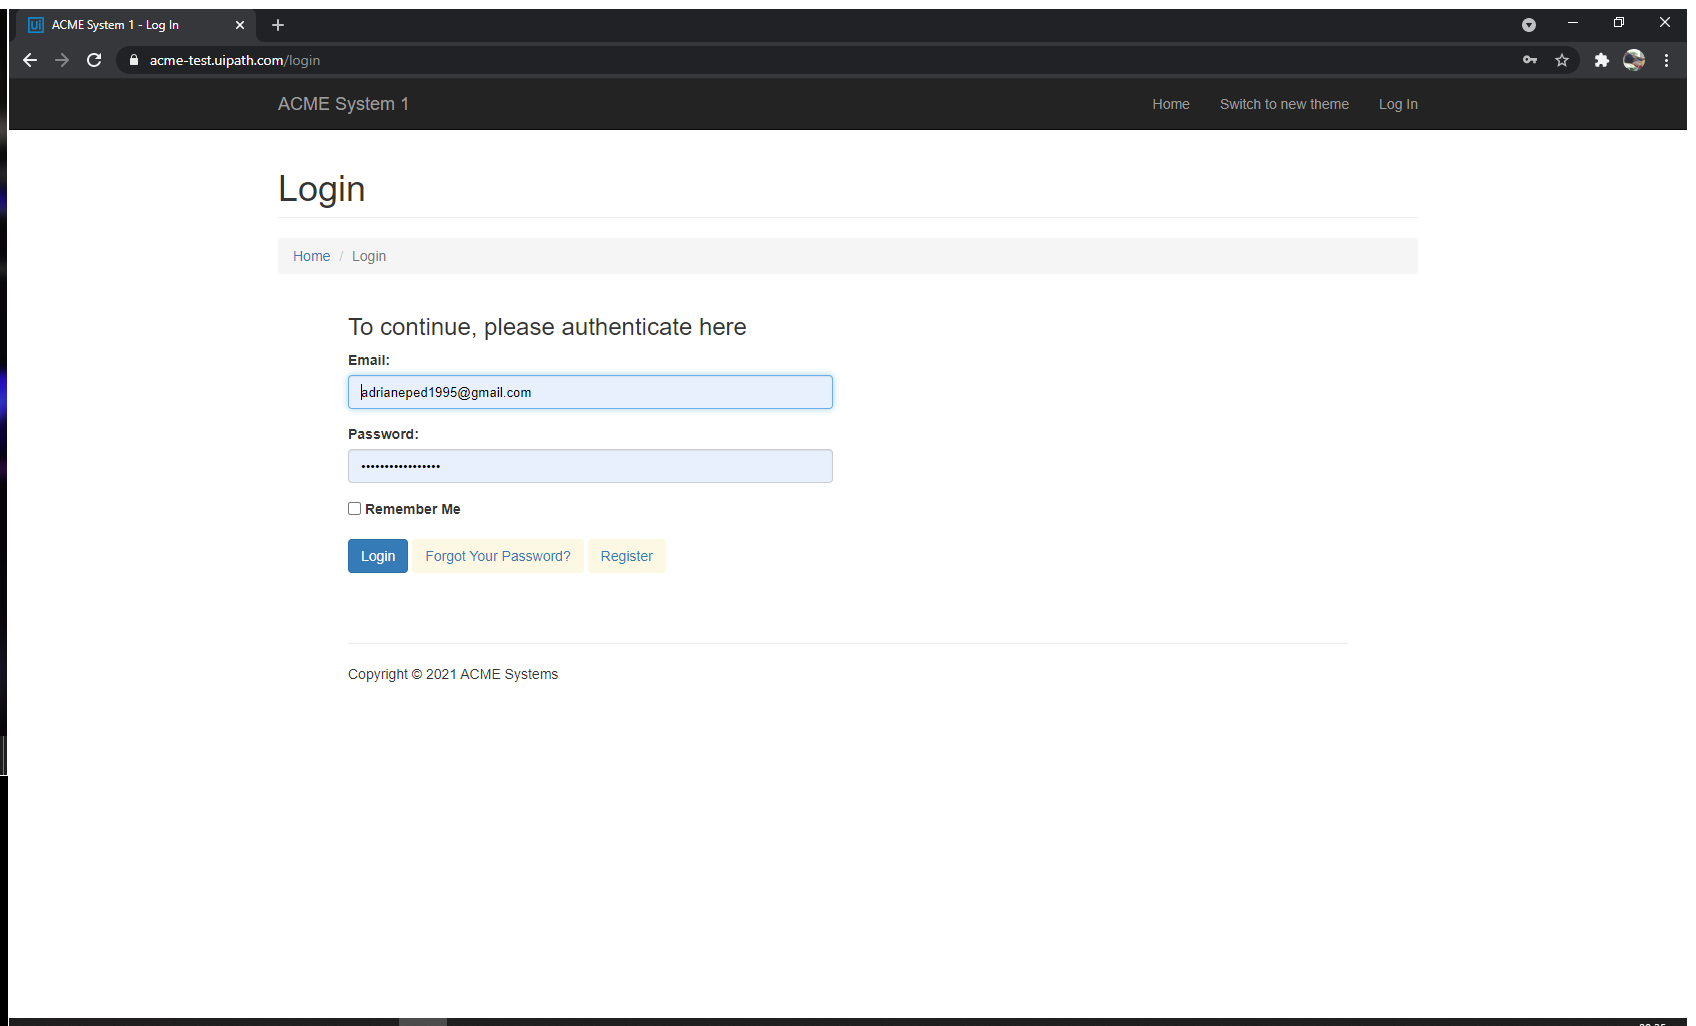 Ui ACME System 1 - Log In
acme-test.uipath.com/login
ACME System 1 Home Switch to new theme Log In
Login
Home / Login
To continue, please authenticate here
Email:
adrianeped1995@gmail.com
Password:
•••••••••••••••••
Remember Me
Login Forgot Your Password? Register
Copyright © 2021 ACME Systems